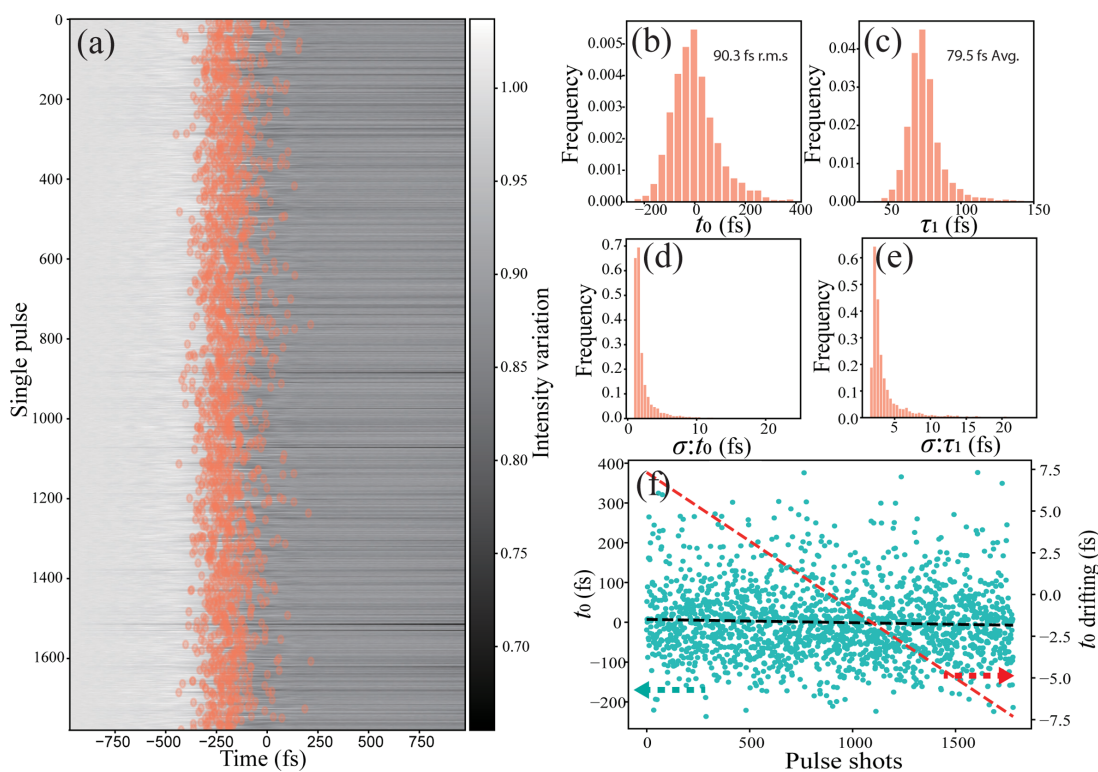 (a)
0
200
400
600
800
1000
1200
1400
1600
Single pulse
−750 −500 −250 0 250 500 750
Time (fs)
1.00
0.95
0.90
0.85
0.80
0.75
0.70
Intensity variation
(b)
90.3 fs r.m.s
0.005
0.004
0.003
0.002
0.001
0.000
Frequency
−200 0 200 400
t0 (fs)
(c)
79.5 fs Avg.
0.04
0.03
0.02
0.01
0.00
Frequency
50 100 150
τ1 (fs)
(d)
0.7
0.6
0.5
0.4
0.3
0.2
0.1
0.0
Frequency
0 10 20
σ:t0 (fs)
(e)
0.6
0.5
0.4
0.3
0.2
0.1
0.0
Frequency
5 10 15 20
σ:τ1 (fs)
(f)
400
300
200
100
0
−100
−200
t0 (fs)
7.5
5.0
2.5
0.0
−2.5
−5.0
−7.5
t0 drifting (fs)
0 500 1000 1500
Pulse shots